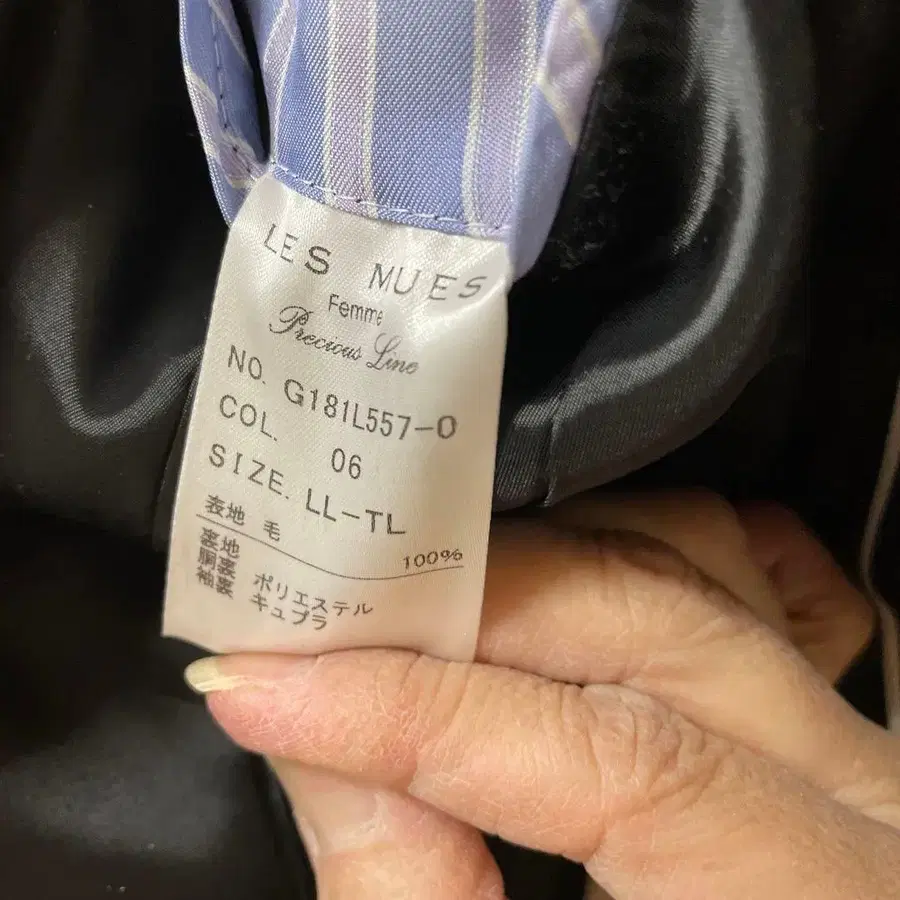 LES MUES
Femme
Precious Line
NO. G181L557-0
COL. 06
SIZE. LL-TL
表地 毛 100%
裏地
胴裏 ポリエステル
袖裏 キュプラ